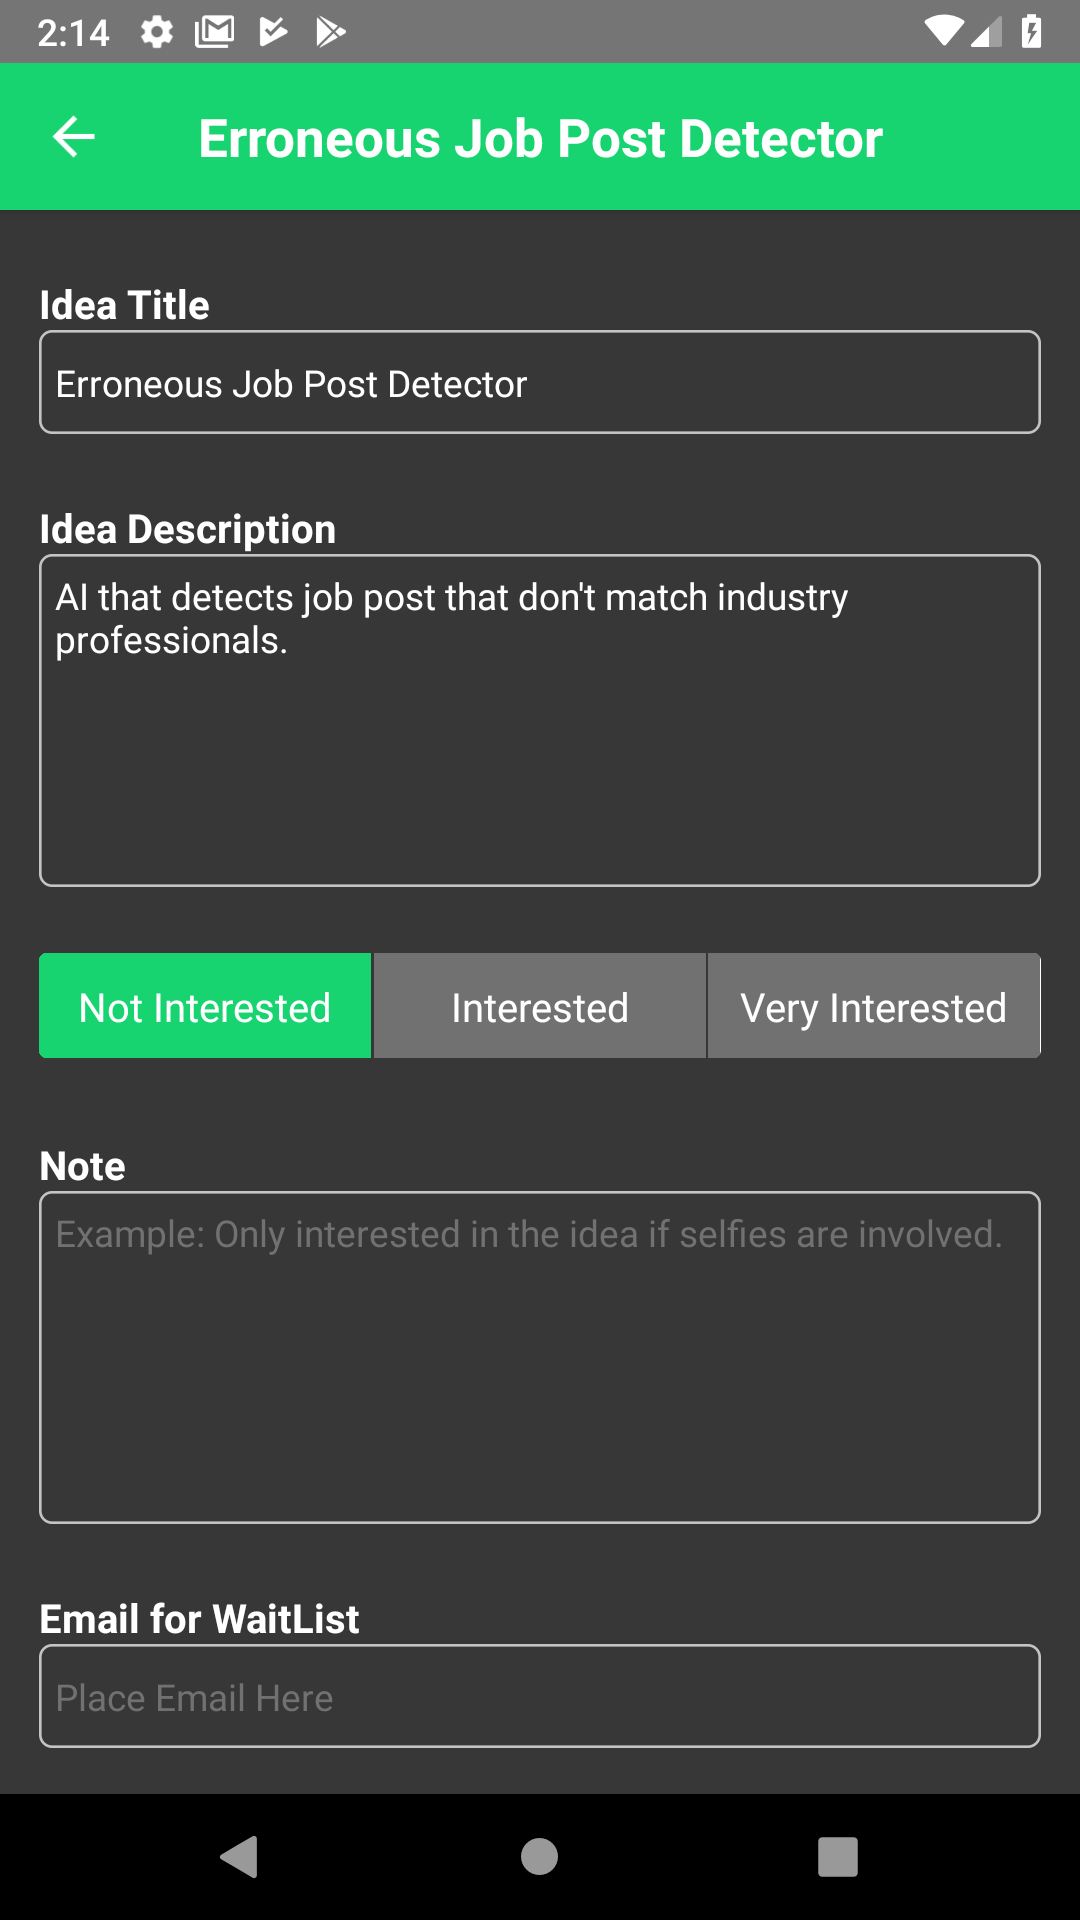 2:14
Erroneous Job Post Detector
Idea Title
Erroneous Job Post Detector
Idea Description
AI that detects job post that don't match industry
professionals.
Not Interested Interested Very Interested
Note
Example: Only interested in the idea if selfies are involved.
Email for WaitList
Place Email Here